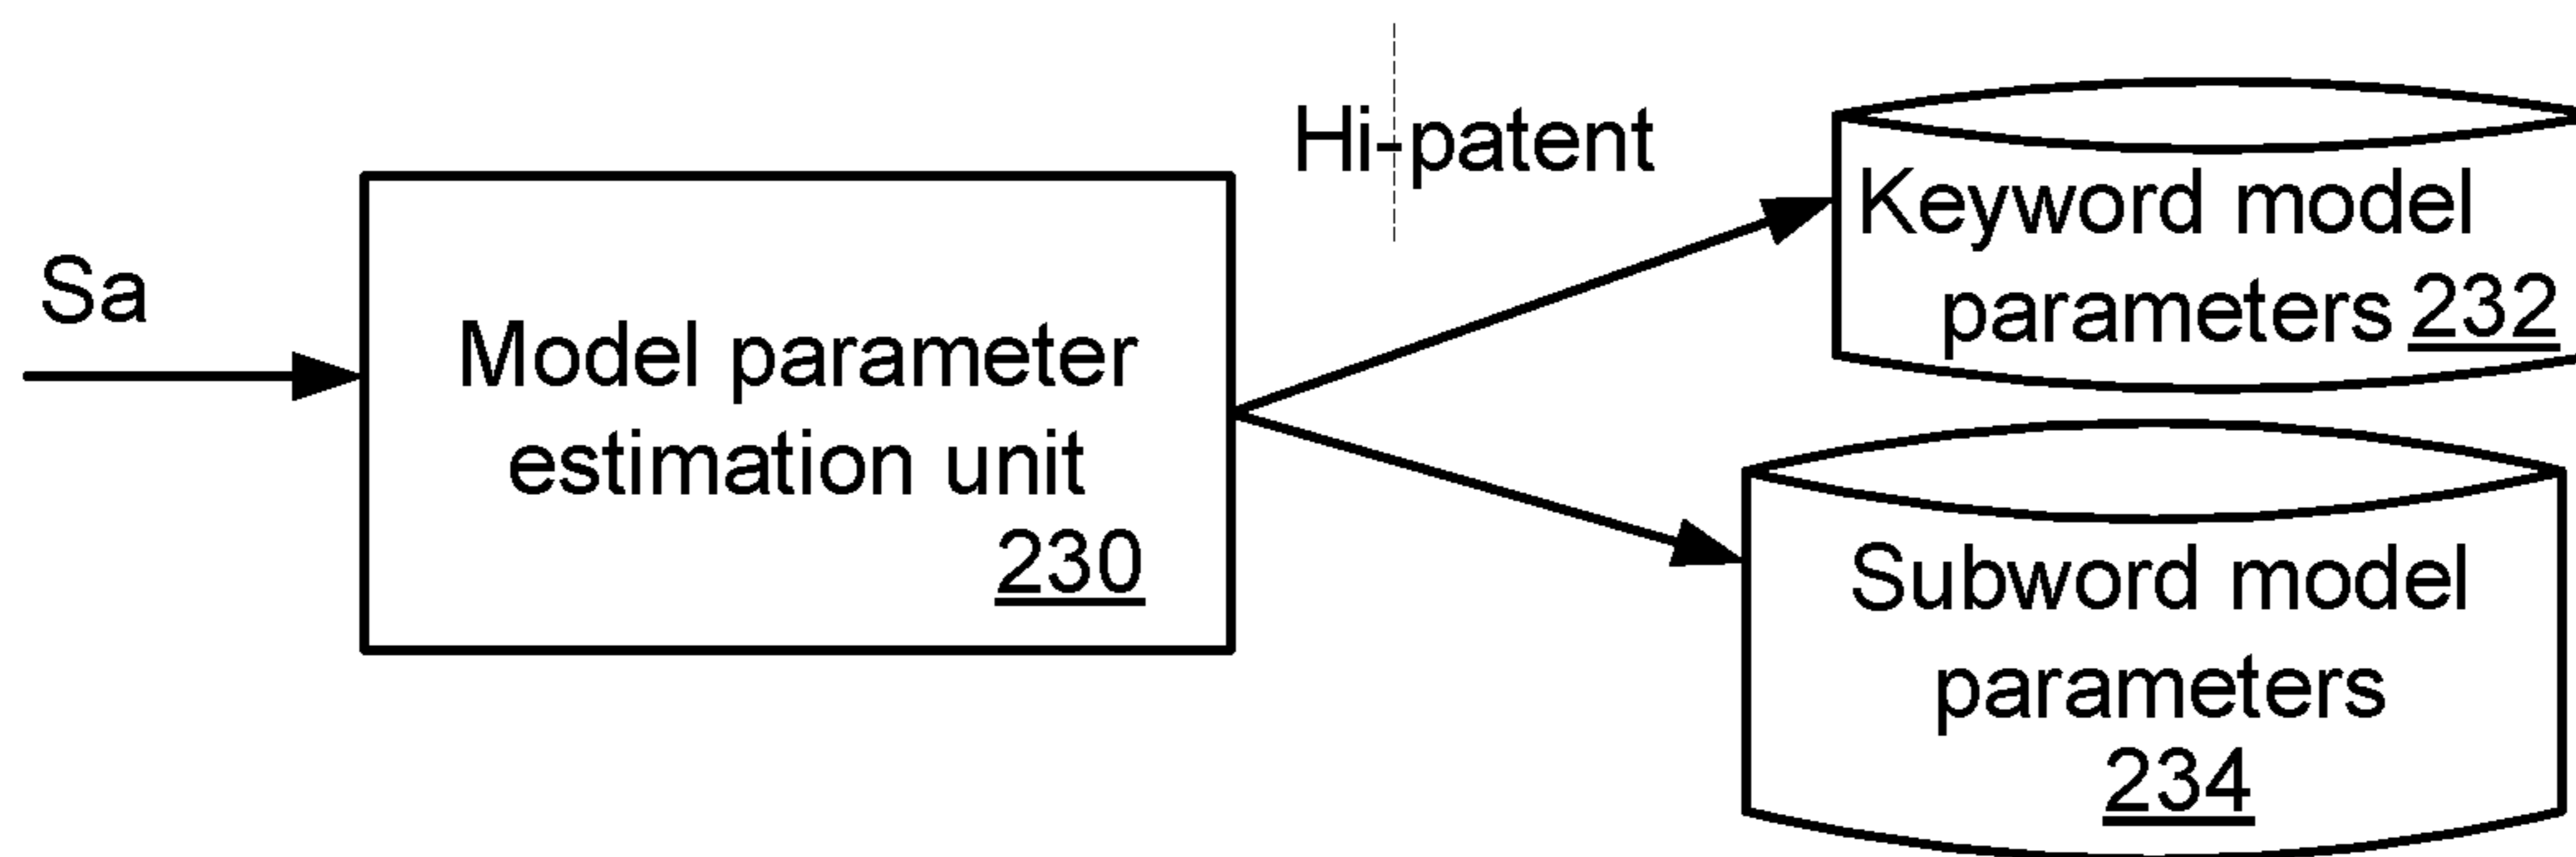 Sa
Model parameter
estimation unit
230
Hi-patent
Keyword model
parameters 232
Subword model
parameters
234